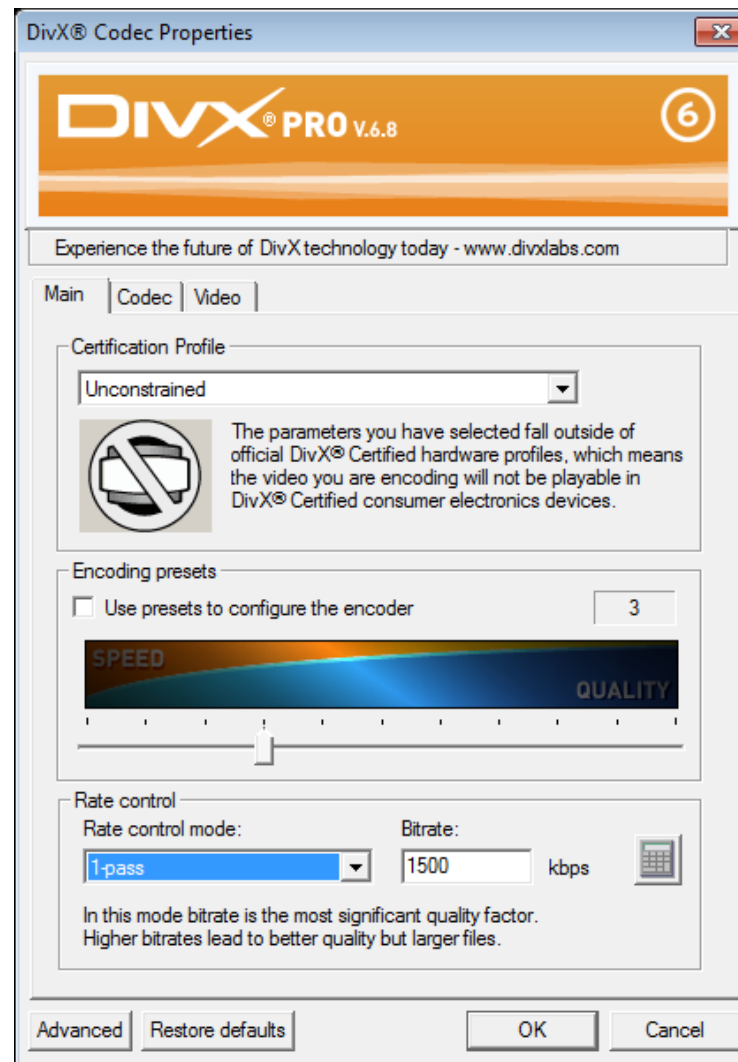 DivX® Codec Properties
DIVX® PRO V.6.8
6
Experience the future of DivX technology today - www.divxlabs.com
Main Codec Video
Certification Profile
Unconstrained
The parameters you have selected fall outside of
official DivX® Certified hardware profiles, which means
the video you are encoding will not be playable in
DivX® Certified consumer electronics devices.
Encoding presets
Use presets to configure the encoder 3
SPEED
QUALITY
Rate control
Rate control mode: Bitrate:
1-pass 1500 kbps
In this mode bitrate is the most significant quality factor.
Higher bitrates lead to better quality but larger files.
Advanced Restore defaults OK Cancel